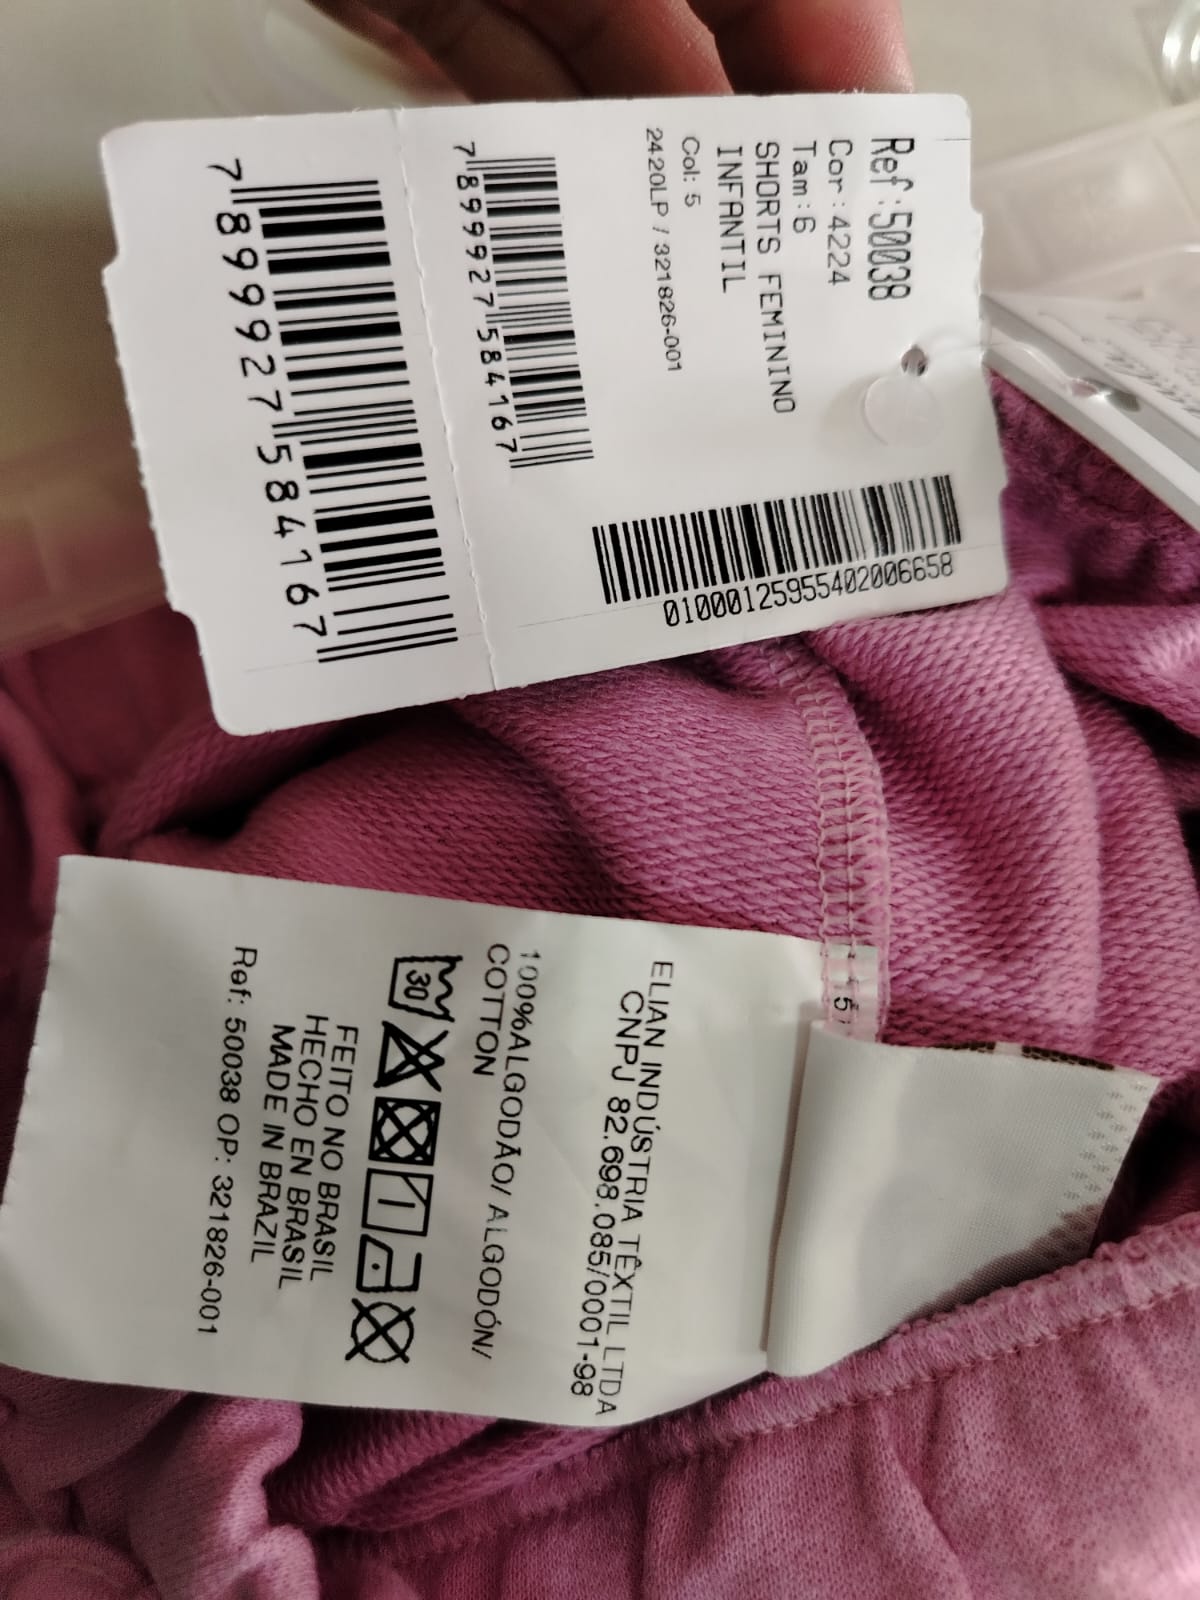 Ref:50038
Cor:4224
Tam:6
SHORTS FEMININO
INFANTIL
Col: 5
2420LP / 321826-001
01000125955402006658
7 899927 584167
7 899927 584167
ELIAN INDÚSTRIA TÊXTIL LTDA
CNPJ 82.698.085/0001-98
100%ALGODÃO/ ALGODÓN/
COTTON
30
FEITO NO BRASIL
HECHO EN BRASIL
MADE IN BRAZIL
Ref: 50038 OP: 321826-001